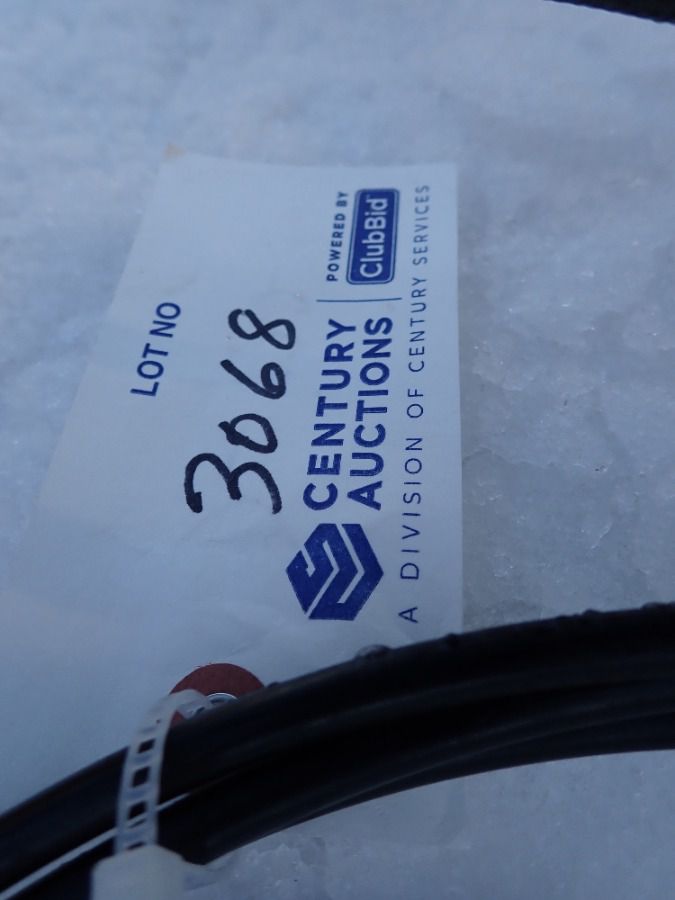 LOT NO
3068
CENTURY
AUCTIONS
POWERED BY
ClubBid
A DIVISION OF CENTURY SERVICES